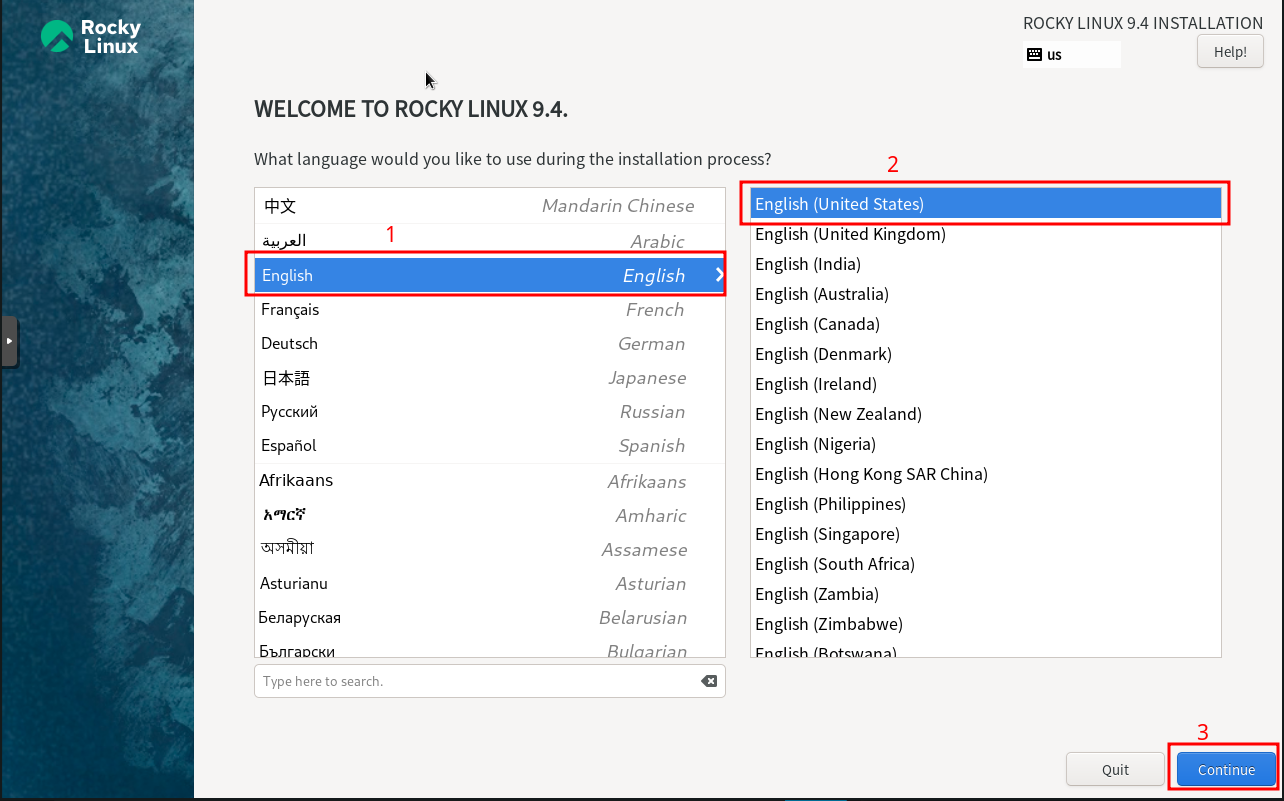 Rocky
Linux
ROCKY LINUX 9.4 INSTALLATION
us
Help!
WELCOME TO ROCKY LINUX 9.4.
What language would you like to use during the installation process?
2
中文 Mandarin Chinese
1
العربية Arabic
English English
Français French
Deutsch German
日本語 Japanese
Русский Russian
Español Spanish
Afrikaans Afrikaans
አማርኛ Amharic
অসমীয়া Assamese
Asturianu Asturian
Беларуская Belarusian
Български Bulgarian
Type here to search.
English (United States)
English (United Kingdom)
English (India)
English (Australia)
English (Canada)
English (Denmark)
English (Ireland)
English (New Zealand)
English (Nigeria)
English (Hong Kong SAR China)
English (Philippines)
English (Singapore)
English (South Africa)
English (Zambia)
English (Zimbabwe)
English (Botswana)
3
Quit
Continue